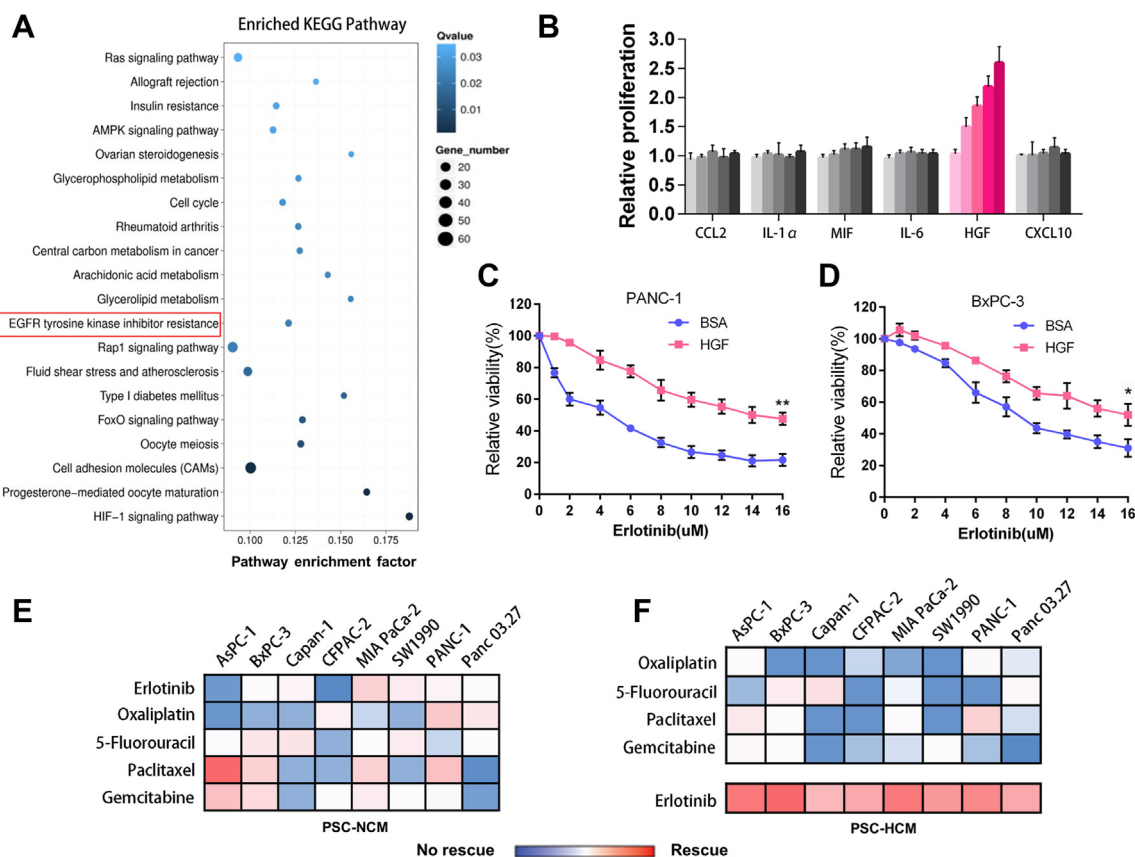 A
Enriched KEGG Pathway
Ras signaling pathway
Allograft rejection
Insulin resistance
AMPK signaling pathway
Ovarian steroidogenesis
Glycerophospholipid metabolism
Cell cycle
Rheumatoid arthritis
Central carbon metabolism in cancer
Arachidonic acid metabolism
Glycerolipid metabolism
EGFR tyrosine kinase inhibitor resistance
Rap1 signaling pathway
Fluid shear stress and atherosclerosis
Type I diabetes mellitus
FoxO signaling pathway
Oocyte meiosis
Cell adhesion molecules (CAMs)
Progesterone−mediated oocyte maturation
HIF−1 signaling pathway
0.100 0.125 0.150 0.175
Pathway enrichment factor
Qvalue
0.03
0.02
0.01
Gene_number
20
30
40
50
60
B
Relative proliferation
3.0
2.5
2.0
1.5
1.0
0.5
0.0
CCL2 IL-1α MIF IL-6 HGF CXCL10
C
PANC-1
BSA
HGF
Relative viability(%)
120
100
80
60
40
20
0
**
0 2 4 6 8 10 12 14 16
Erlotinib(uM)
D
BxPC-3
BSA
HGF
Relative viability(%)
120
100
80
60
40
20
0
*
0 2 4 6 8 10 12 14 16
Erlotinib(uM)
E
AsPC-1 BxPC-3 Capan-1 CFPAC-2 MIA PaCa-2 SW1990 PANC-1 Panc 03.27
Erlotinib
Oxaliplatin
5-Fluorouracil
Paclitaxel
Gemcitabine
PSC-NCM
F
AsPC-1 BxPC-3 Capan-1 CFPAC-2 MIA PaCa-2 SW1990 PANC-1 Panc 03.27
Oxaliplatin
5-Fluorouracil
Paclitaxel
Gemcitabine
Erlotinib
PSC-HCM
No rescue Rescue